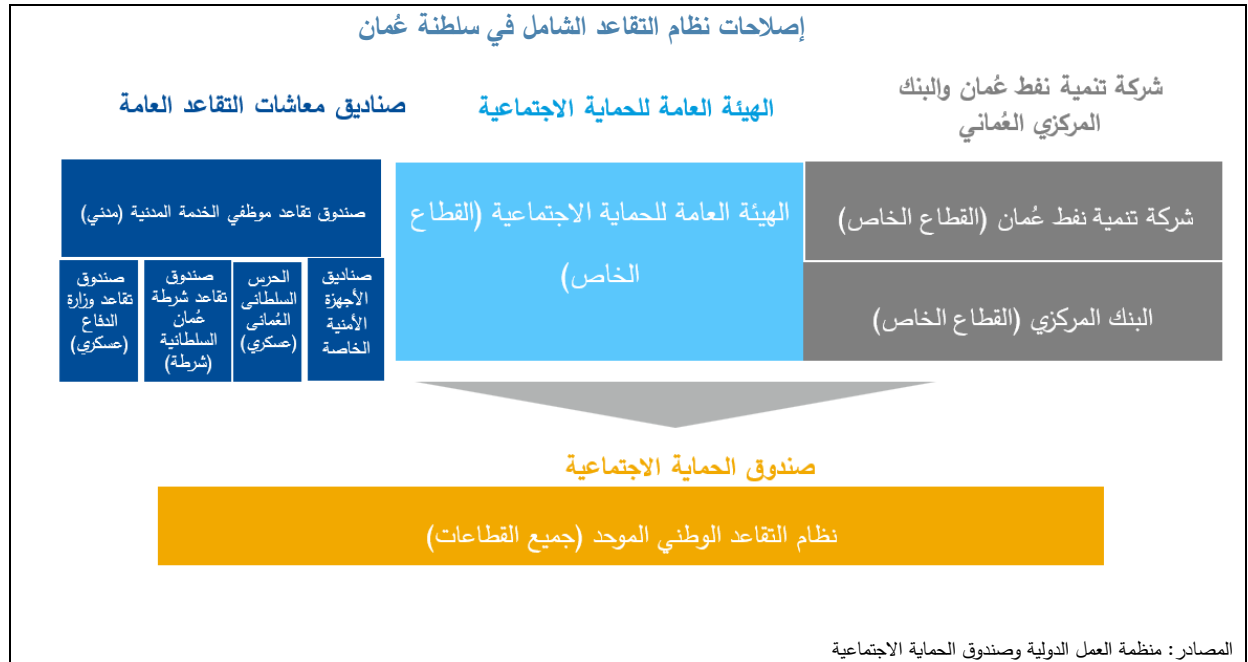 إصلاحات نظام التقاعد الشامل في سلطنة عُمان
شركة تنمية نفط عُمان والبنك
المركزي العُماني
الهيئة العامة للحماية الاجتماعية
صناديق معاشات التقاعد العامة
شركة تنمية نفط عُمان (القطاع الخاص)
البنك المركزي (القطاع الخاص)
الهيئة العامة للحماية الاجتماعية (القطاع
الخاص)
صندوق تقاعد موظفي الخدمة المدنية (مدني)
صناديق
الأجهزة
الأمنية
الخاصة
الحرس
السلطاني
العُماني
(عسكري)
صندوق
تقاعد شرطة
عُمان
السلطانية
(شرطة)
صندوق
تقاعد وزارة
الدفاع
(عسكري)
صندوق الحماية الاجتماعية
نظام التقاعد الوطني الموحد (جميع القطاعات)
المصادر: منظمة العمل الدولية وصندوق الحماية الاجتماعية